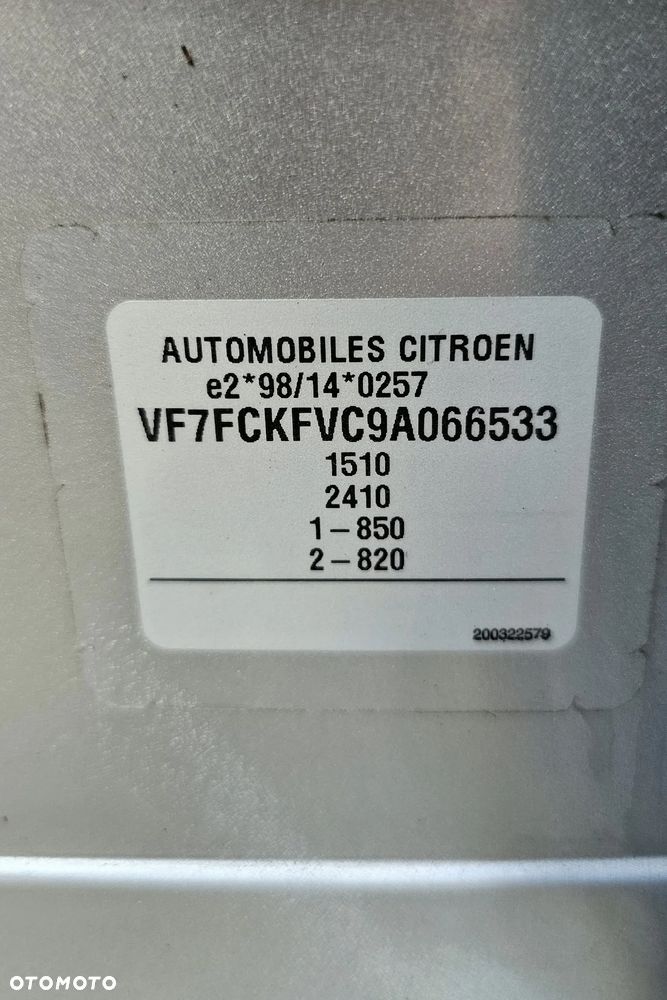 AUTOMOBILES CITROEN
e2*98/14*0257
VF7FCKFVC9A066533
1510
2410
1-850
2-820
200322579
OTOMOTO